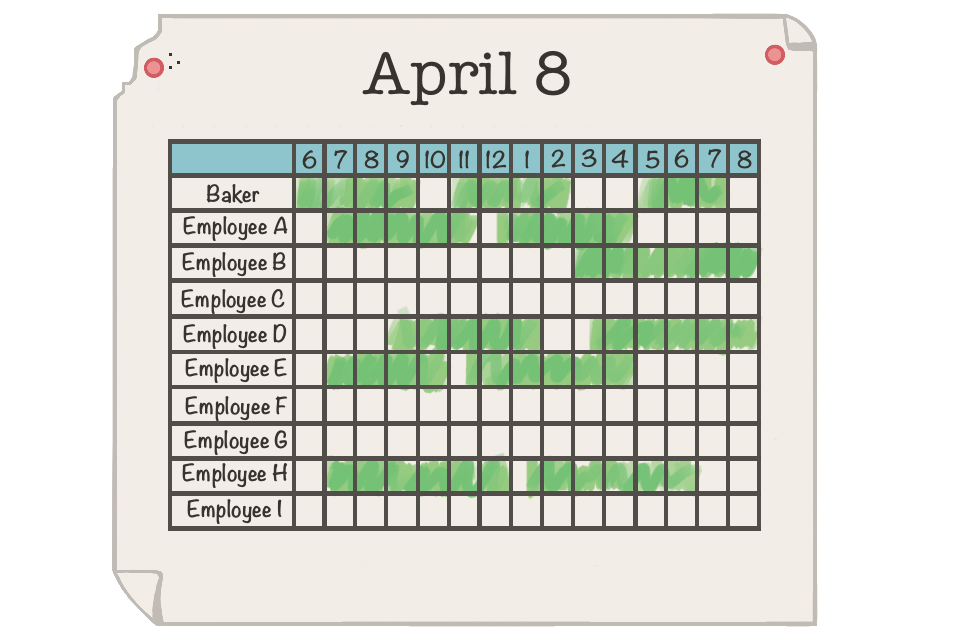 April 8
6 7 8 9 10 11 12 1 2 3 4 5 6 7 8
Baker
Employee A
Employee B
Employee C
Employee D
Employee E
Employee F
Employee G
Employee H
Employee I